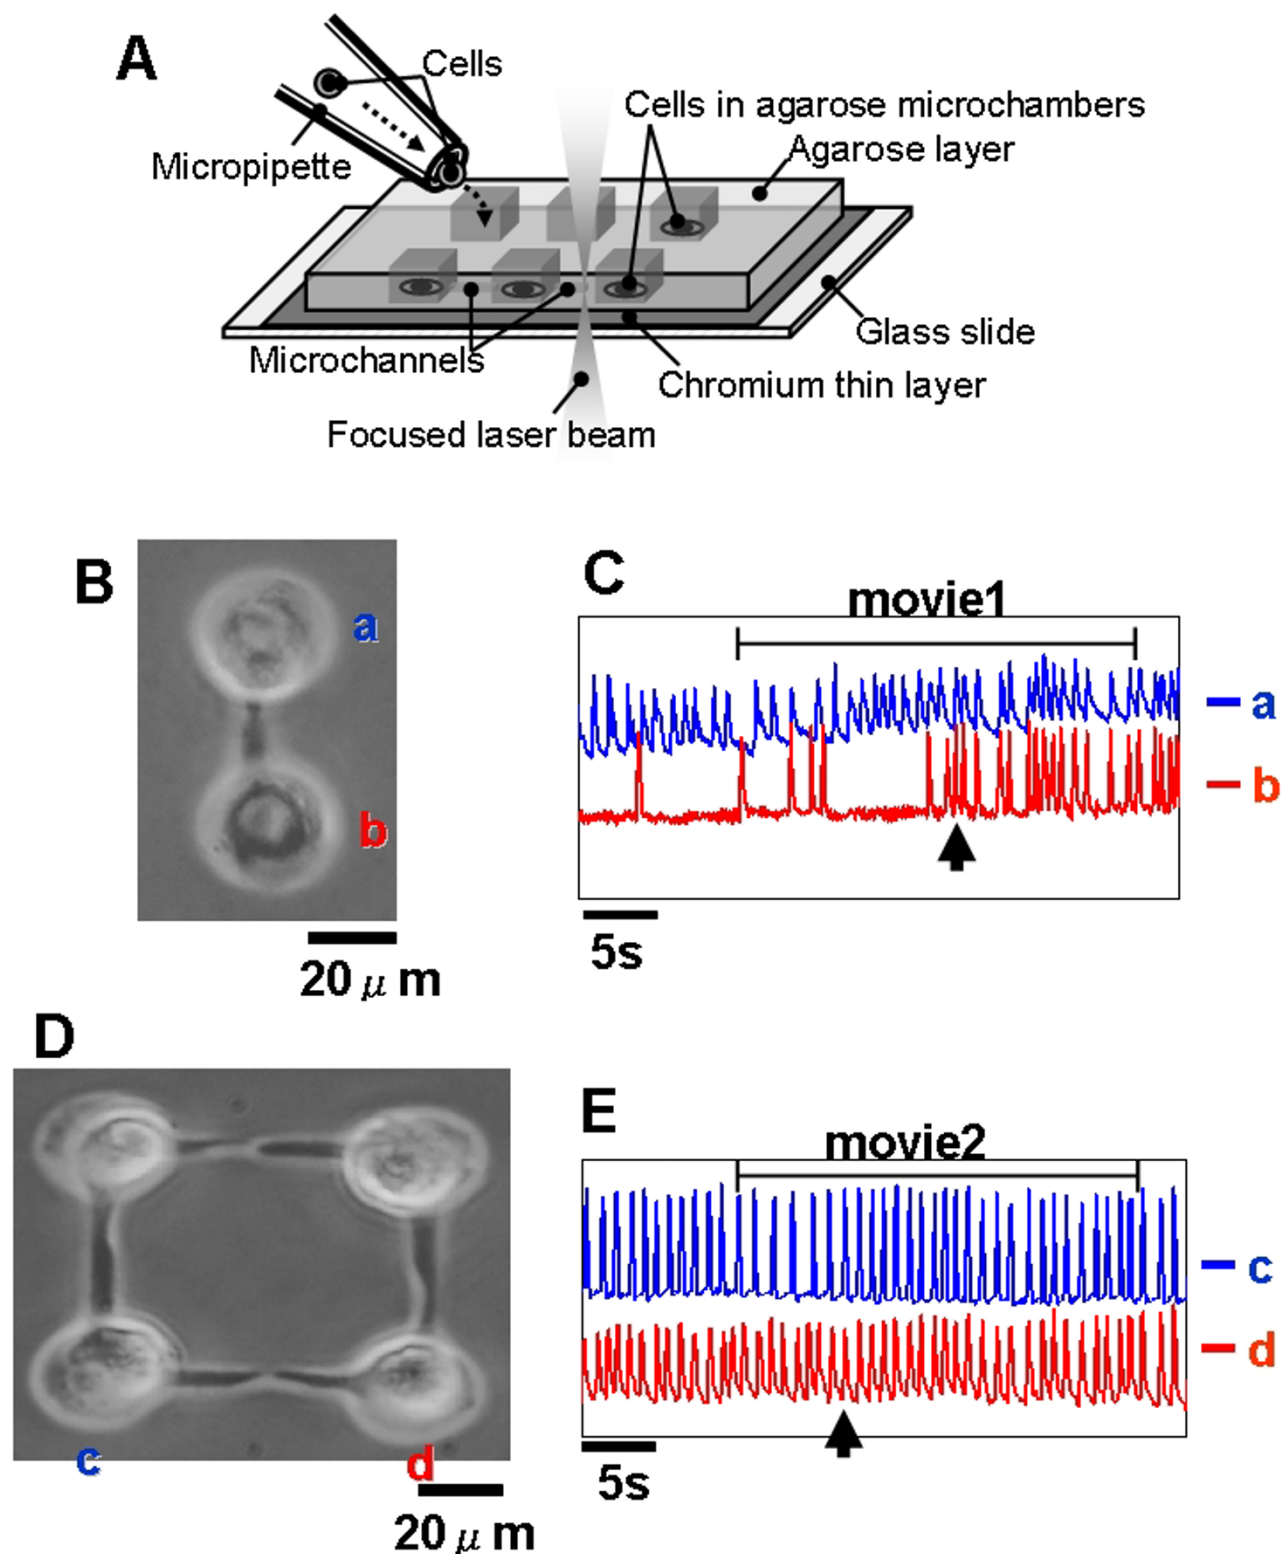 A
Cells
Cells in agarose microchambers
Agarose layer
Micropipette
Glass slide
Microchannels
Chromium thin layer
Focused laser beam
B
a
b
20 μ m
C
movie1
a
b
5s
D
c
d
20 μ m
E
movie2
c
d
5s